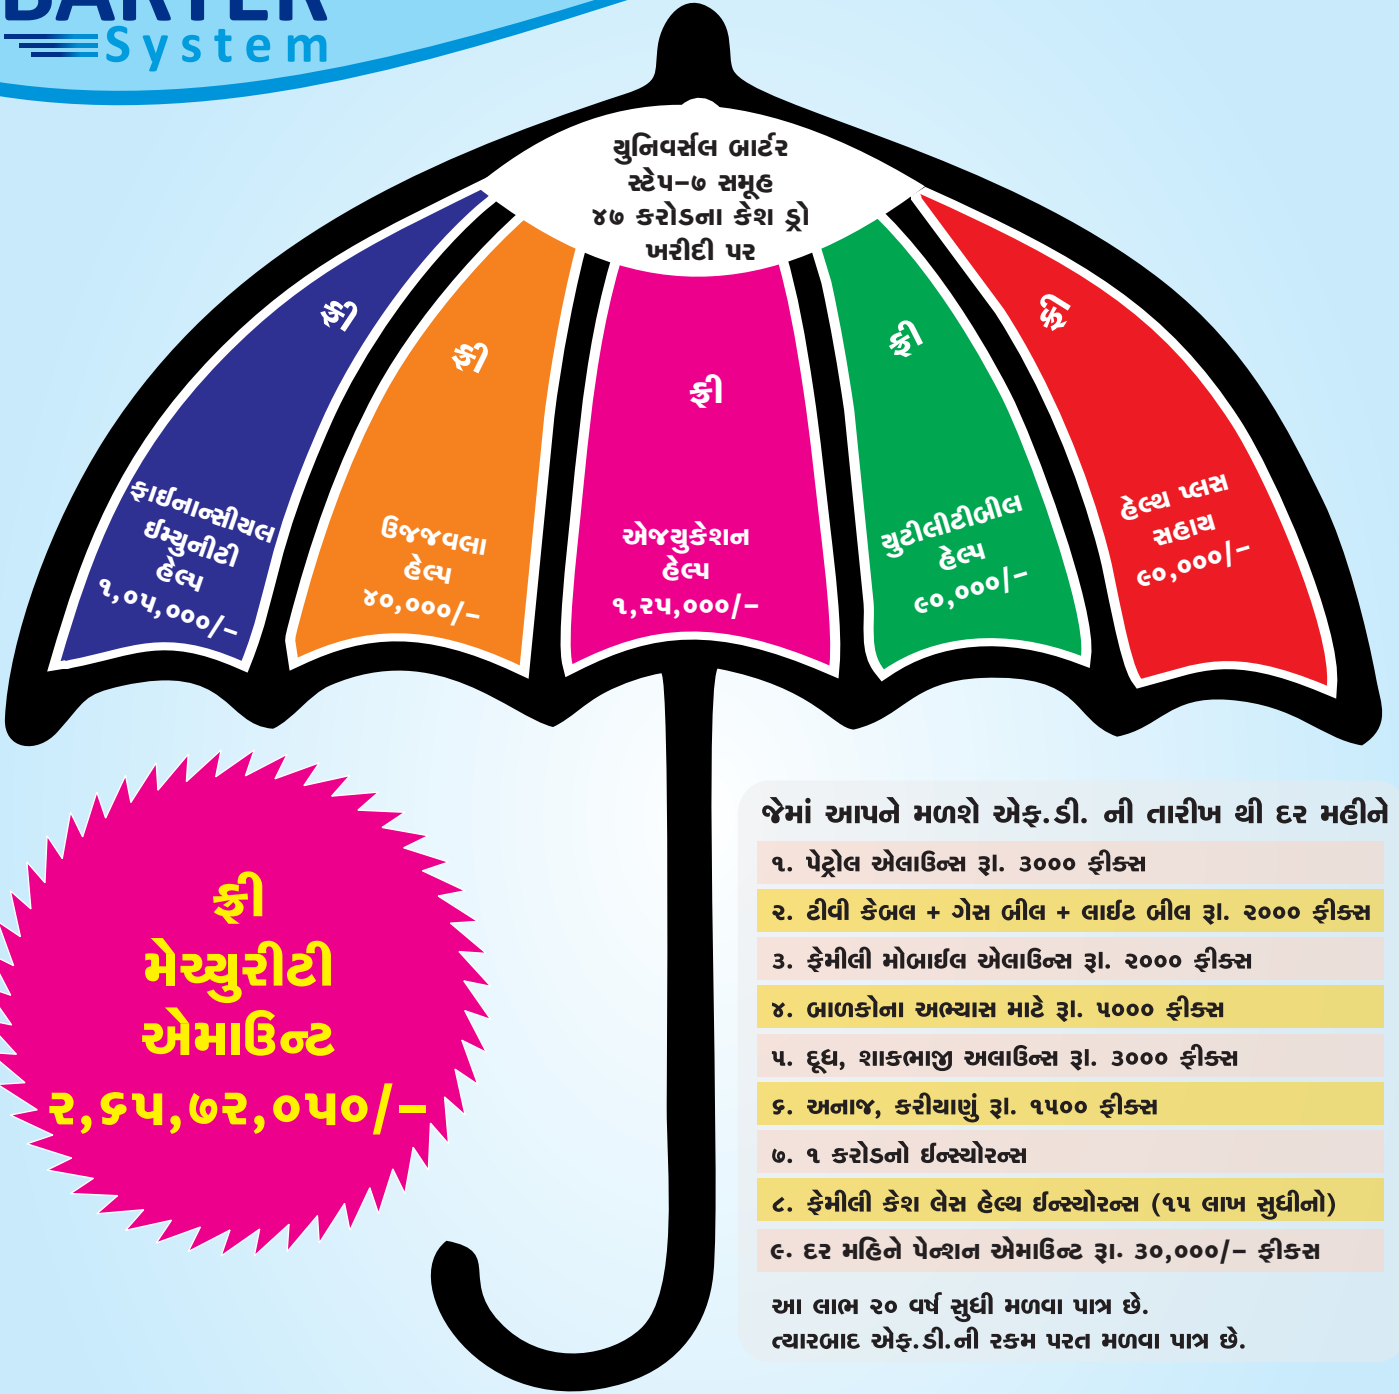 BARTER
System
યુનિવર્સલ બાર્ટર
સ્ટેપ-૭ સમૂહ
૪૭ કરોડના કેશ ડ્રો
ખરીદી પર
ફ્રી
ફાઈનાન્સીયલ
ઈમ્યુનીટી
હેલ્પ
૧,૦૫,૦૦૦/-
ફ્રી
ઉજજવલા
હેલ્પ
૪૦,૦૦૦/-
ફ્રી
એજયુકેશન
હેલ્પ
૧,૨૫,૦૦૦/-
ફ્રી
યુટીલીટીબીલ
હેલ્પ
૯૦,૦૦૦/-
ફ્રી
હેલ્થ પ્લસ
સહાય
૯૦,૦૦૦/-
ફ્રી
મેચ્યુરીટી
એમાઉન્ટ
૨,૬૫,૭૨,૦૫૦/-
જેમાં આપને મળશે એફ.ડી. ની તારીખ થી દર મહીને
૧. પેટ્રોલ એલાઉન્સ રૂા. ૩૦૦૦ ફીક્સ
૨. ટીવી કેબલ + ગેસ બીલ + લાઈટ બીલ રૂા. ૨૦૦૦ ફીક્સ
૩. ફેમીલી મોબાઈલ એલાઉન્સ રૂા. ૨૦૦૦ ફીક્સ
૪. બાળકોના અભ્યાસ માટે રૂા. ૫૦૦૦ ફીક્સ
૫. દૂધ, શાકભાજી અલાઉન્સ રૂા. ૩૦૦૦ ફીક્સ
૬. અનાજ, કરીયાણું રૂા. ૧૫૦૦ ફીક્સ
૭. ૧ કરોડનો ઈન્સ્યોરન્સ
૮. ફેમીલી કેશ લેસ હેલ્થ ઈન્સ્યોરન્સ (૧૫ લાખ સુધીનો)
૯. દર મહિને પેન્શન એમાઉન્ટ રૂા. ૩૦,૦૦૦/- ફીકસ
આ લાભ ૨૦ વર્ષ સુધી મળવા પાત્ર છે.
ત્યારબાદ એફ.ડી.ની રકમ પરત મળવા પાત્ર છે.